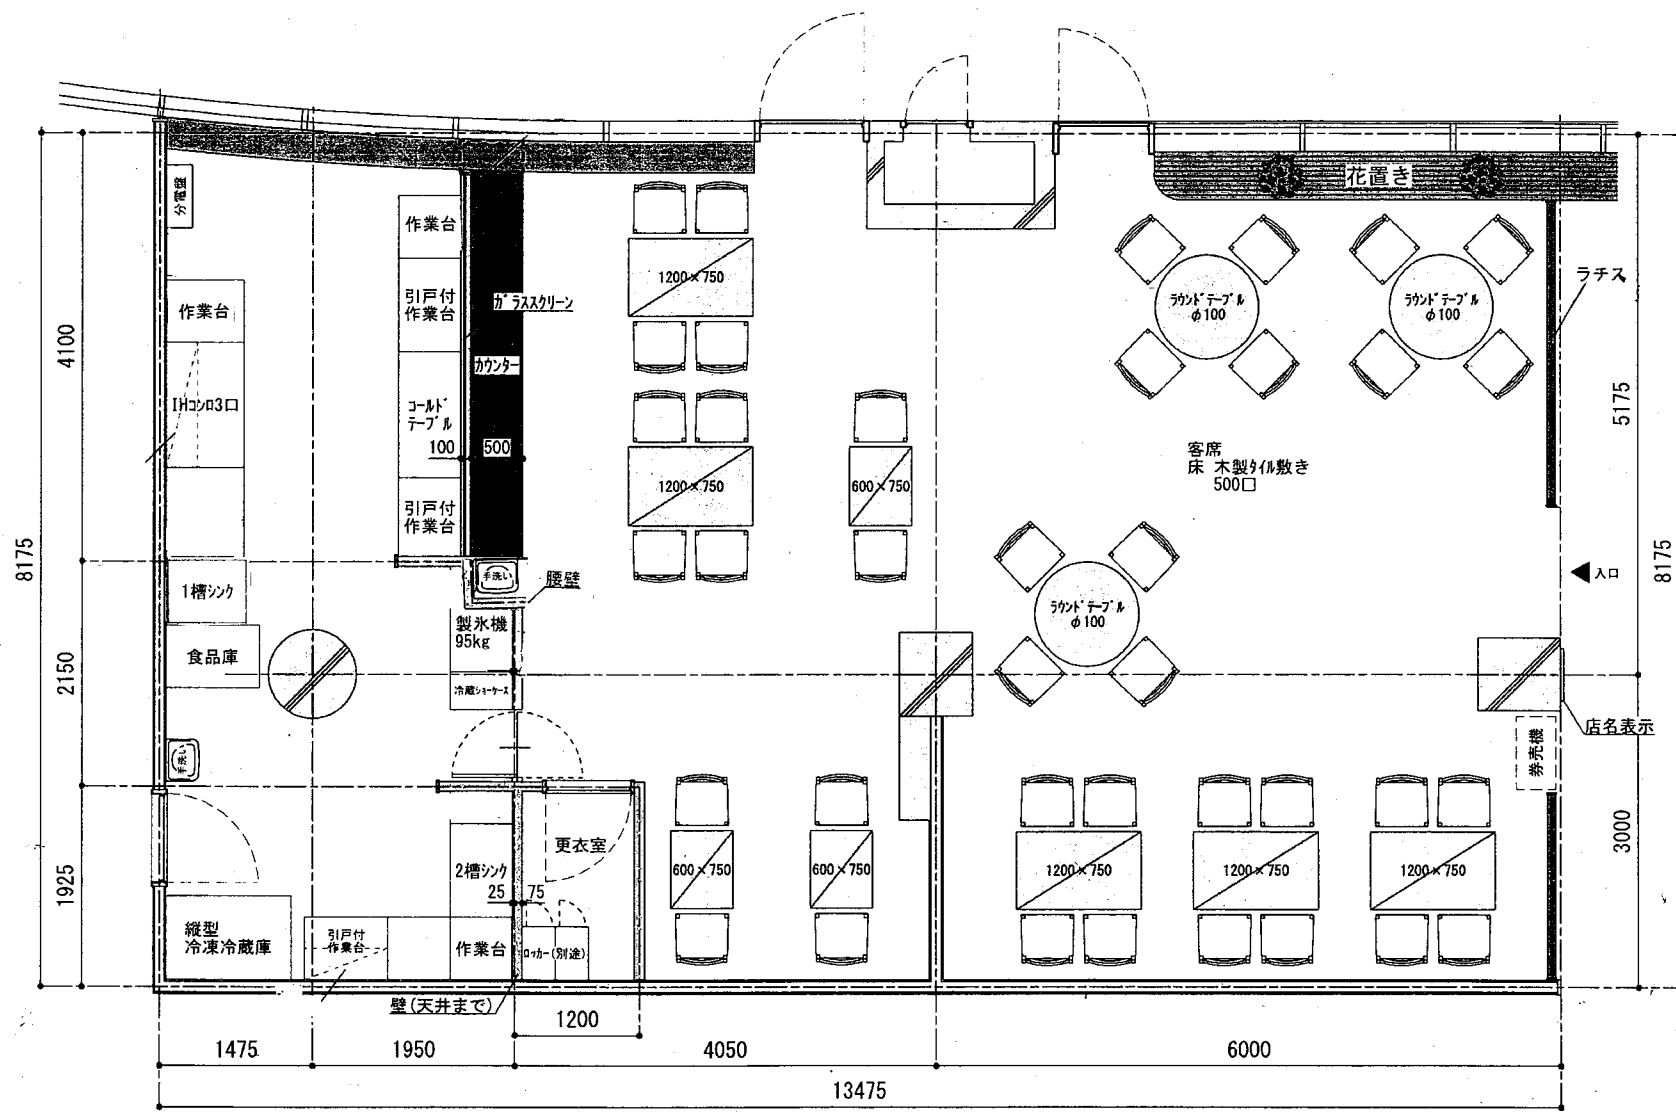 花置き
分電盤
作業台
1200×750
ラチス
引戸付
作業台
ガラススクリーン
ラウンドテーブル
φ100
ラウンドテーブル
φ100
作業台
4100
カウンター
IHコンロ3口
コールド
テーブル
100
500
5175
客席
床 木製タイル敷き
500口
1200×750
600×750
引戸付
作業台
8175
8175
手洗い
腰壁
入口
1槽シンク
ラウンドテーブル
φ100
製氷機
95kg
食品庫
2150
冷蔵ショーケース
店名表示
手洗い
券売機
更衣室
3000
2槽シンク
600×750
600×750
1200×750
1200×750
1200×750
1925
25
75
縦型
冷凍冷蔵庫
引戸付
作業台
作業台
ロッカー(別途)
壁(天井まで)
1200
1475
1950
4050
6000
13475